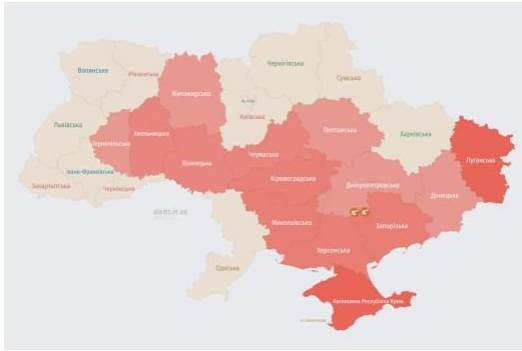 Волинська
Рівненська
Житомирська
Чернігівська
Сумська
Київська
Львівська
Тернопільська
Хмельницька
Вінницька
Черкаська
Полтавська
Харківська
Луганська
Івано-Франківська
Закарпатська
Чернівецька
Кіровоградська
Дніпропетровська
Донецька
alerts.in.ua
Миколаївська
Запорізька
Херсонська
Одеська
Автономна Республіка Крим